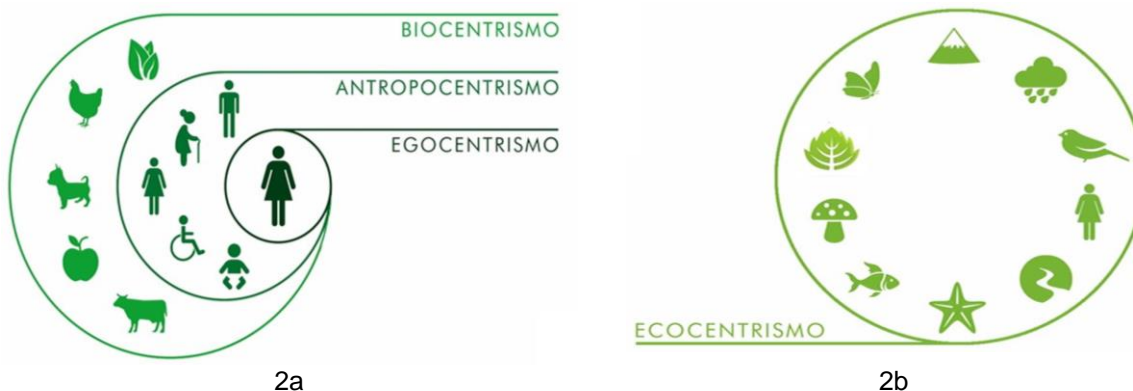 BIOCENTRISMO
ANTROPOCENTRISMO
EGOCENTRISMO
ECOCENTRISMO
2a
2b